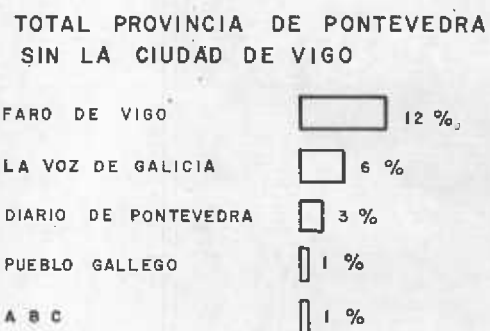 TOTAL PROVINCIA DE PONTEVEDRA
SIN LA CIUDAD DE VIGO
FARO DE VIGO 12 %
LA VOZ DE GALICIA 6 %
DIARIO DE PONTEVEDRA 3 %
PUEBLO GALLEGO 1 %
A B C 1 %